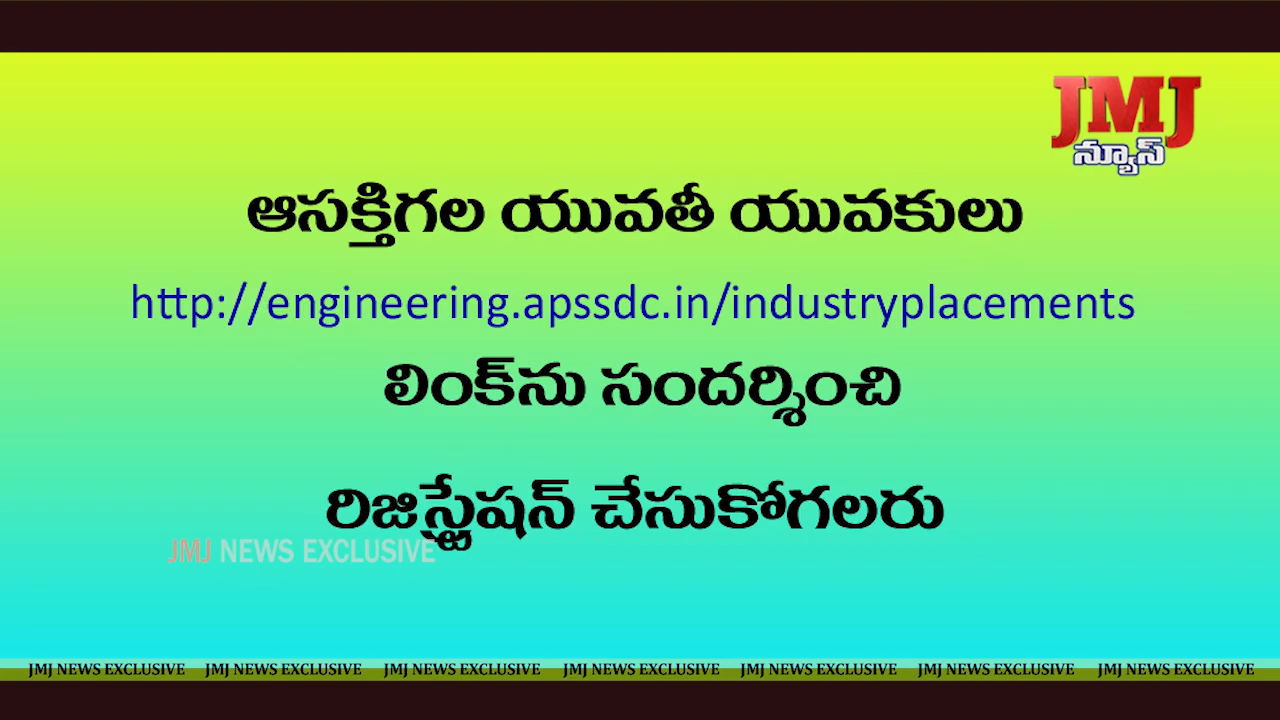 JMJ
న్యూస్
ఆసక్తిగల యువతీ యువకులు
http://engineering.apssdc.in/industryplacements
లింక్‌ను సందర్శించి
రిజిస్ట్రేషన్ చేసుకోగలరు
JMJ NEWS EXCLUSIVE
JMJ NEWS EXCLUSIVE JMJ NEWS EXCLUSIVE JMJ NEWS EXCLUSIVE JMJ NEWS EXCLUSIVE JMJ NEWS EXCLUSIVE JMJ NEWS EXCLUSIVE JMJ NEWS EXCLUSIVE